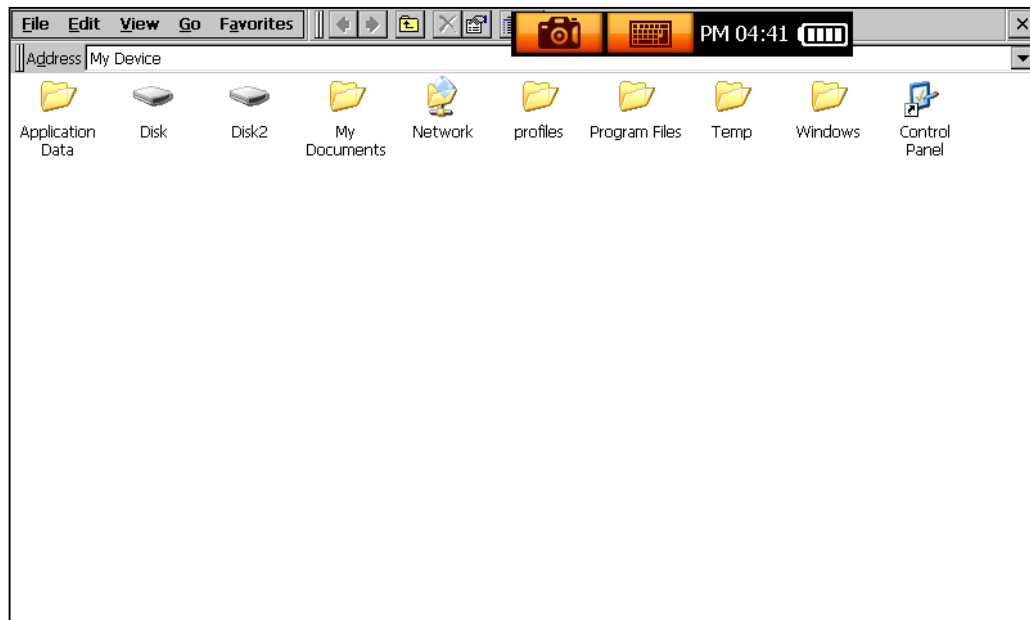 File Edit View Go Favorites
PM 04:41
Address My Device
Application Data
Disk
Disk2
My Documents
Network
profiles
Program Files
Temp
Windows
Control Panel